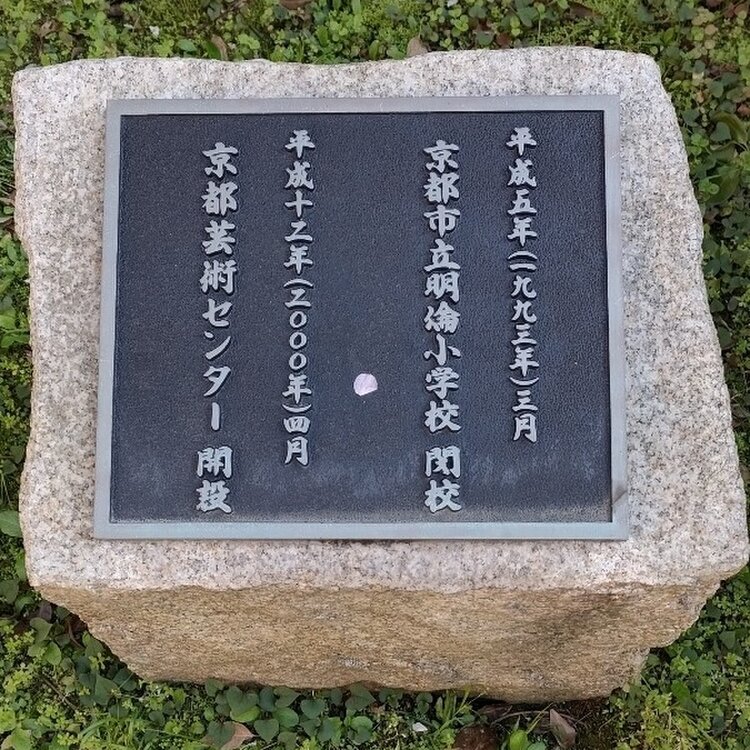 平成五年(一九九三年)三月
京都市立明倫小学校 閉校
平成十二年(二〇〇〇年)四月
京都芸術センター 開設